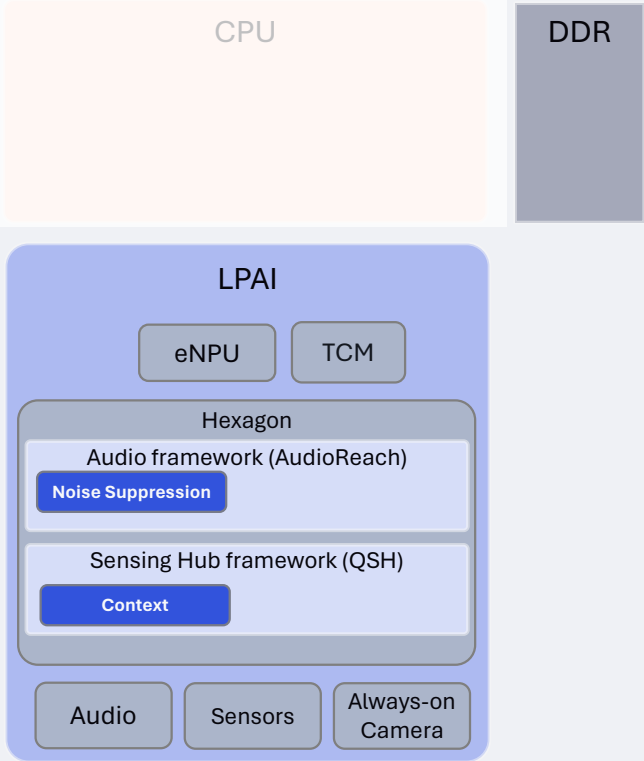 CPU
DDR
LPAI
eNPU
TCM
Hexagon
Audio framework (AudioReach)
Noise Suppression
Sensing Hub framework (QSH)
Context
Audio
Sensors
Always-on
Camera